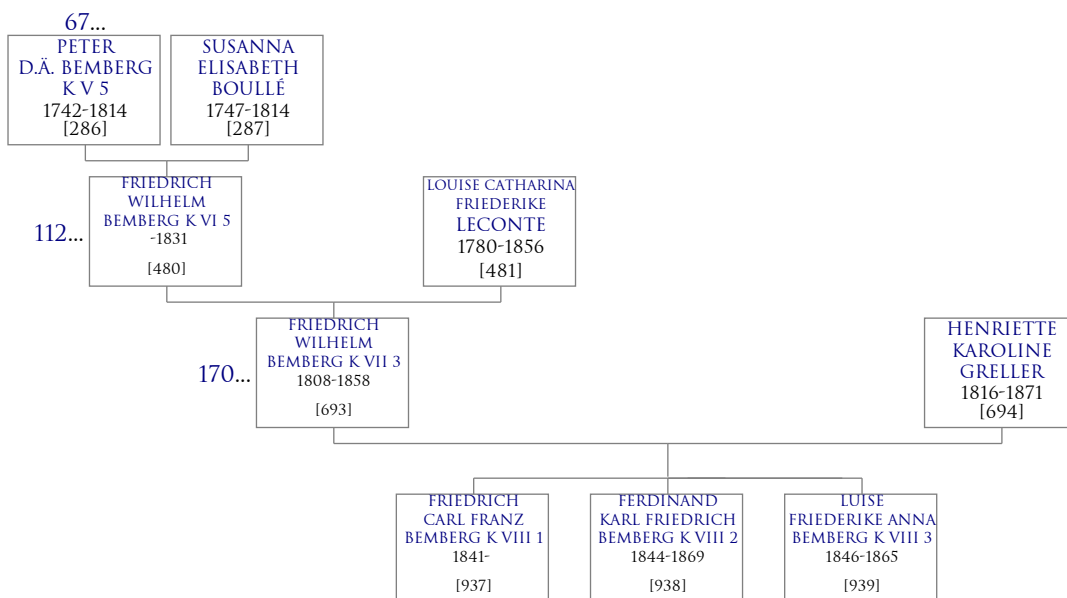 67...
PETER
D.Ä. BEMBERG
K V 5
1742-1814
[286]
SUSANNA
ELISABETH
BOULLÉ
1747-1814
[287]
112...
FRIEDRICH
WILHELM
BEMBERG K VI 5
-1831
[480]
LOUISE CATHARINA
FRIEDERIKE
LECONTE
1780-1856
[481]
170...
FRIEDRICH
WILHELM
BEMBERG K VII 3
1808-1858
[693]
HENRIETTE
KAROLINE
GRELLER
1816-1871
[694]
FRIEDRICH
CARL FRANZ
BEMBERG K VIII 1
1841-
[937]
FERDINAND
KARL FRIEDRICH
BEMBERG K VIII 2
1844-1869
[938]
LUISE
FRIEDERIKE ANNA
BEMBERG K VIII 3
1846-1865
[939]